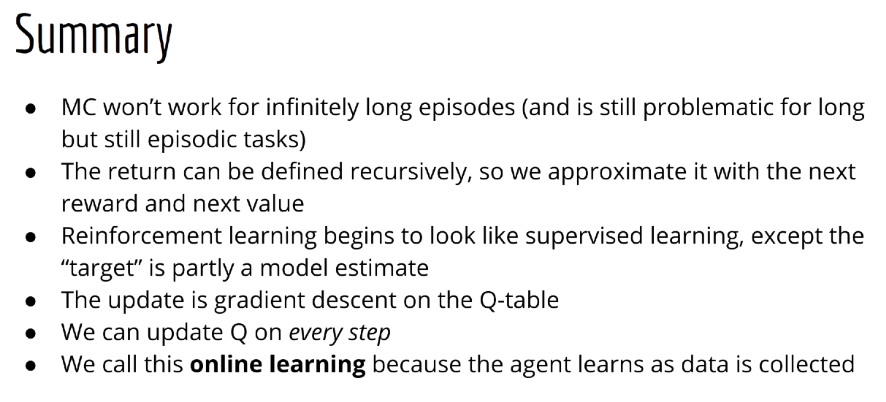 Summary
● MC won't work for infinitely long episodes (and is still problematic for long
but still episodic tasks)
● The return can be defined recursively, so we approximate it with the next
reward and next value
● Reinforcement learning begins to look like supervised learning, except the
“target” is partly a model estimate
● The update is gradient descent on the Q-table
● We can update Q on every step
● We call this online learning because the agent learns as data is collected